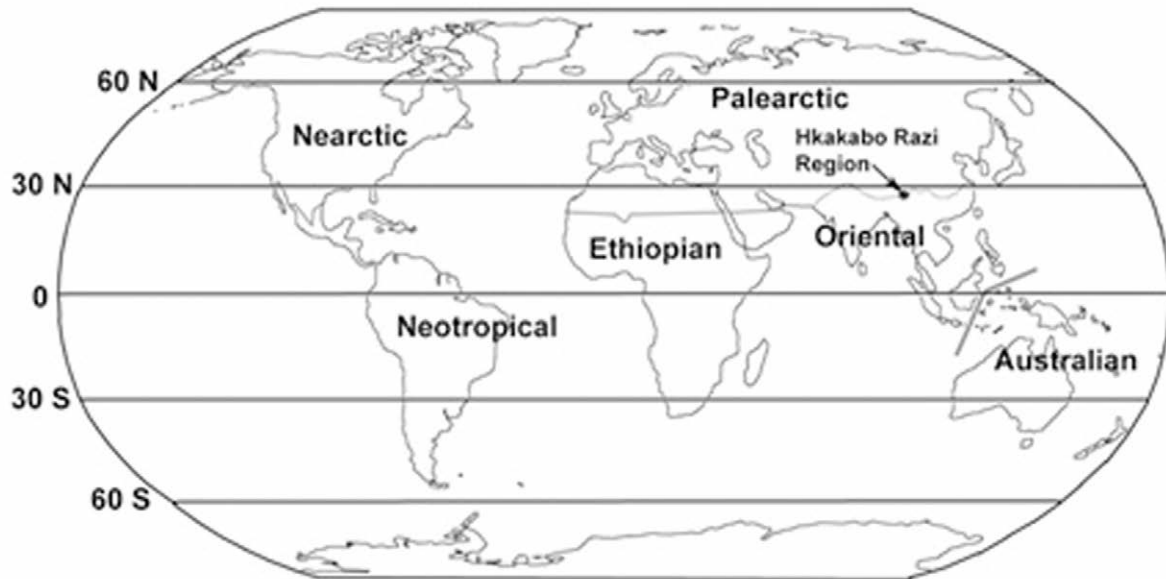 60 N
Palearctic
Nearctic
Hkakabo Razi
Region
30 N
Oriental
Ethiopian
0
Neotropical
Australian
30 S
60 S